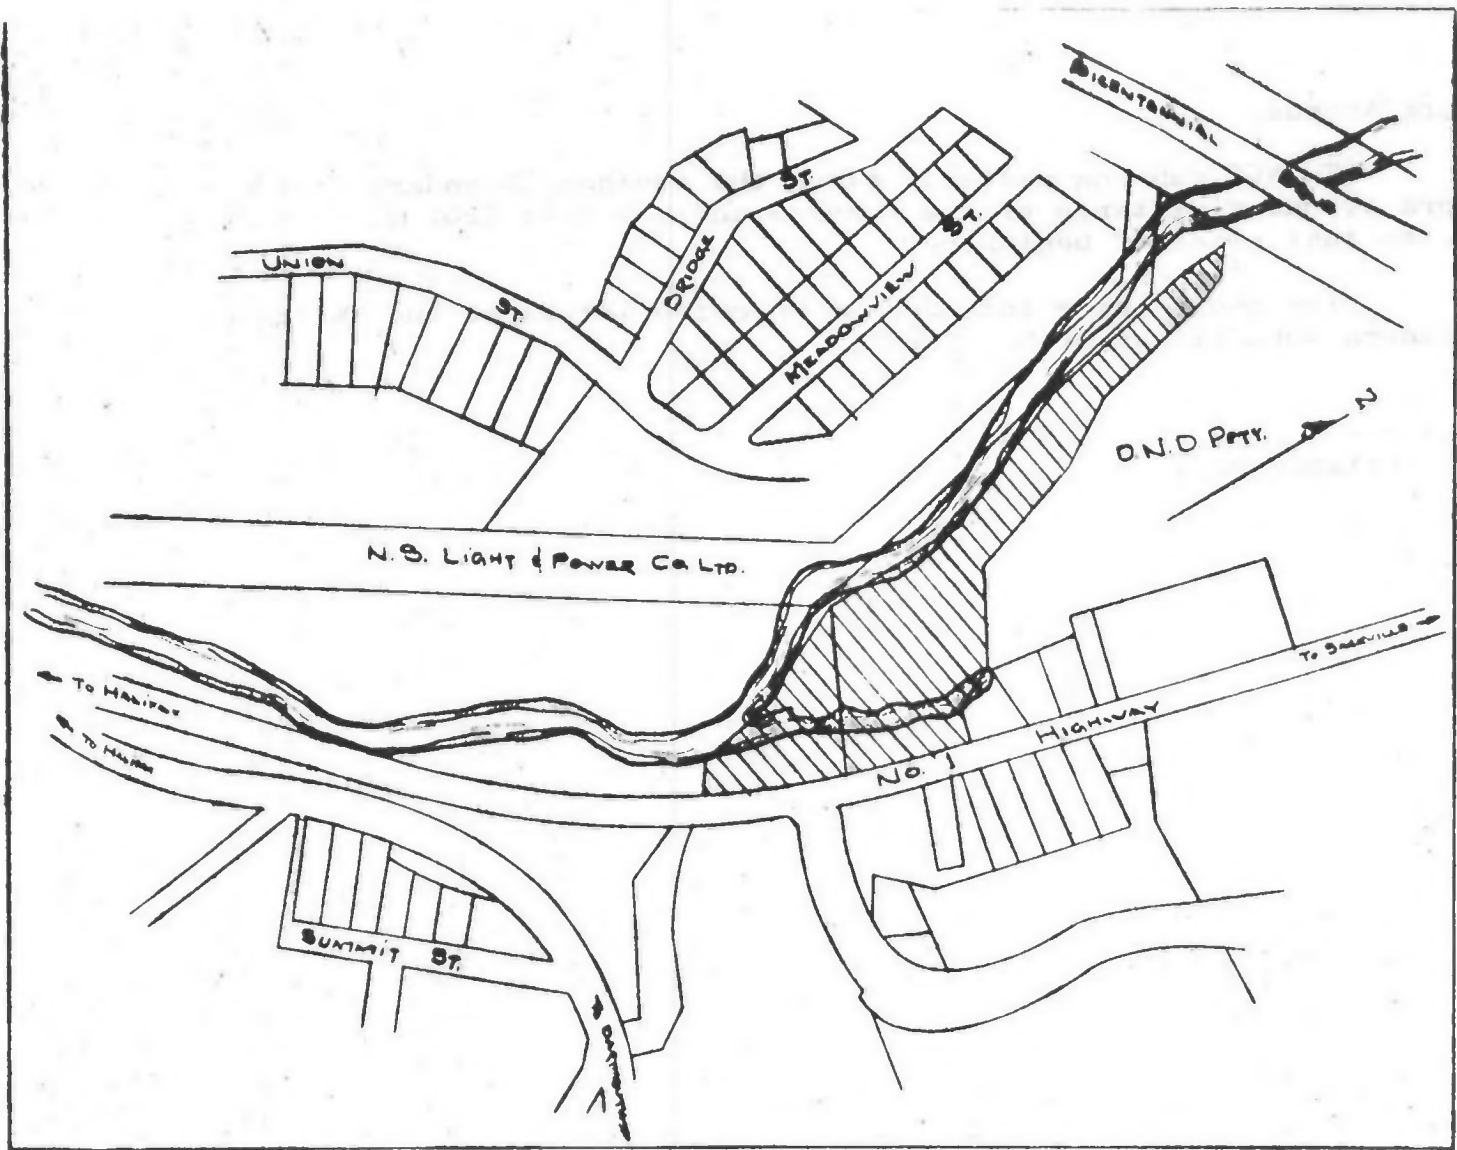 BICENTENNIAL
ST.
BRIDGE
UNION
ST.
MEADOWVIEW ST.
N
D.N.D PPTY.
N.S. LIGHT & POWER CO LTD.
TO SACKVILLE
TO HALIFAX
TO HALIFAX
NO. 1 HIGHWAY
SUMMIT ST.
DARTMOUTH